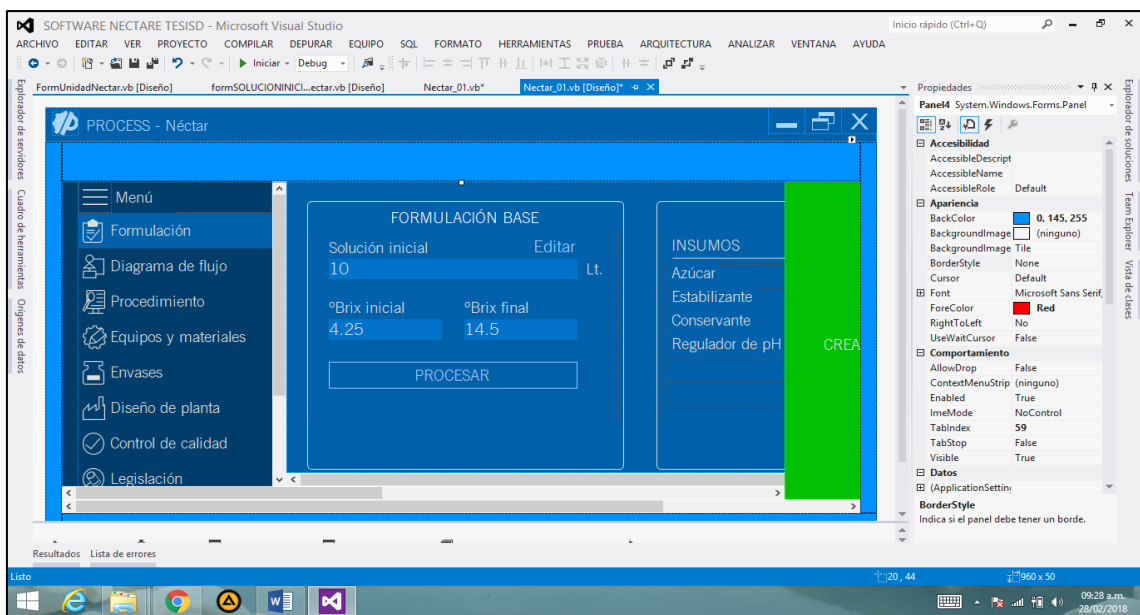 SOFTWARE NECTARE TESISD - Microsoft Visual Studio
Inicio rápido (Ctrl+Q)
ARCHIVO EDITAR VER PROYECTO COMPILAR DEPURAR EQUIPO SQL FORMATO HERRAMIENTAS PRUEBA ARQUITECTURA ANALIZAR VENTANA AYUDA
Iniciar - Debug
FormUnidadNectar.vb [Diseño] formSOLUCIONINICI...ectar.vb [Diseño] Nectar_01.vb* Nectar_01.vb [Diseño]*
Explorador de servidores
Cuadro de herramientas
Orígenes de datos
PROCESS - Néctar
Menú
Formulación
Diagrama de flujo
Procedimiento
Equipos y materiales
Envases
Diseño de planta
Control de calidad
Legislación
FORMULACIÓN BASE
Solución inicial Editar
10 Lt.
ºBrix inicial ºBrix final
4.25 14.5
PROCESAR
INSUMOS
Azúcar
Estabilizante
Conservante
Regulador de pH
CREA
Propiedades
Panel4 System.Windows.Forms.Panel
Accesibilidad
AccessibleDescript
AccessibleName
AccessibleRole Default
Apariencia
BackColor 0, 145, 255
BackgroundImage (ninguno)
BackgroundImage Tile
BorderStyle None
Cursor Default
Font Microsoft Sans Serif,
ForeColor Red
RightToLeft No
UseWaitCursor False
Comportamiento
AllowDrop False
ContextMenuStrip (ninguno)
Enabled True
ImeMode NoControl
TabIndex 59
TabStop False
Visible True
Datos
(ApplicationSetting
BorderStyle
Indica si el panel debe tener un borde.
Explorador de soluciones
Team Explorer
Vista de clases
Resultados Lista de errores
Listo
20 , 44
960 x 50
09:28 a.m.
28/02/2018